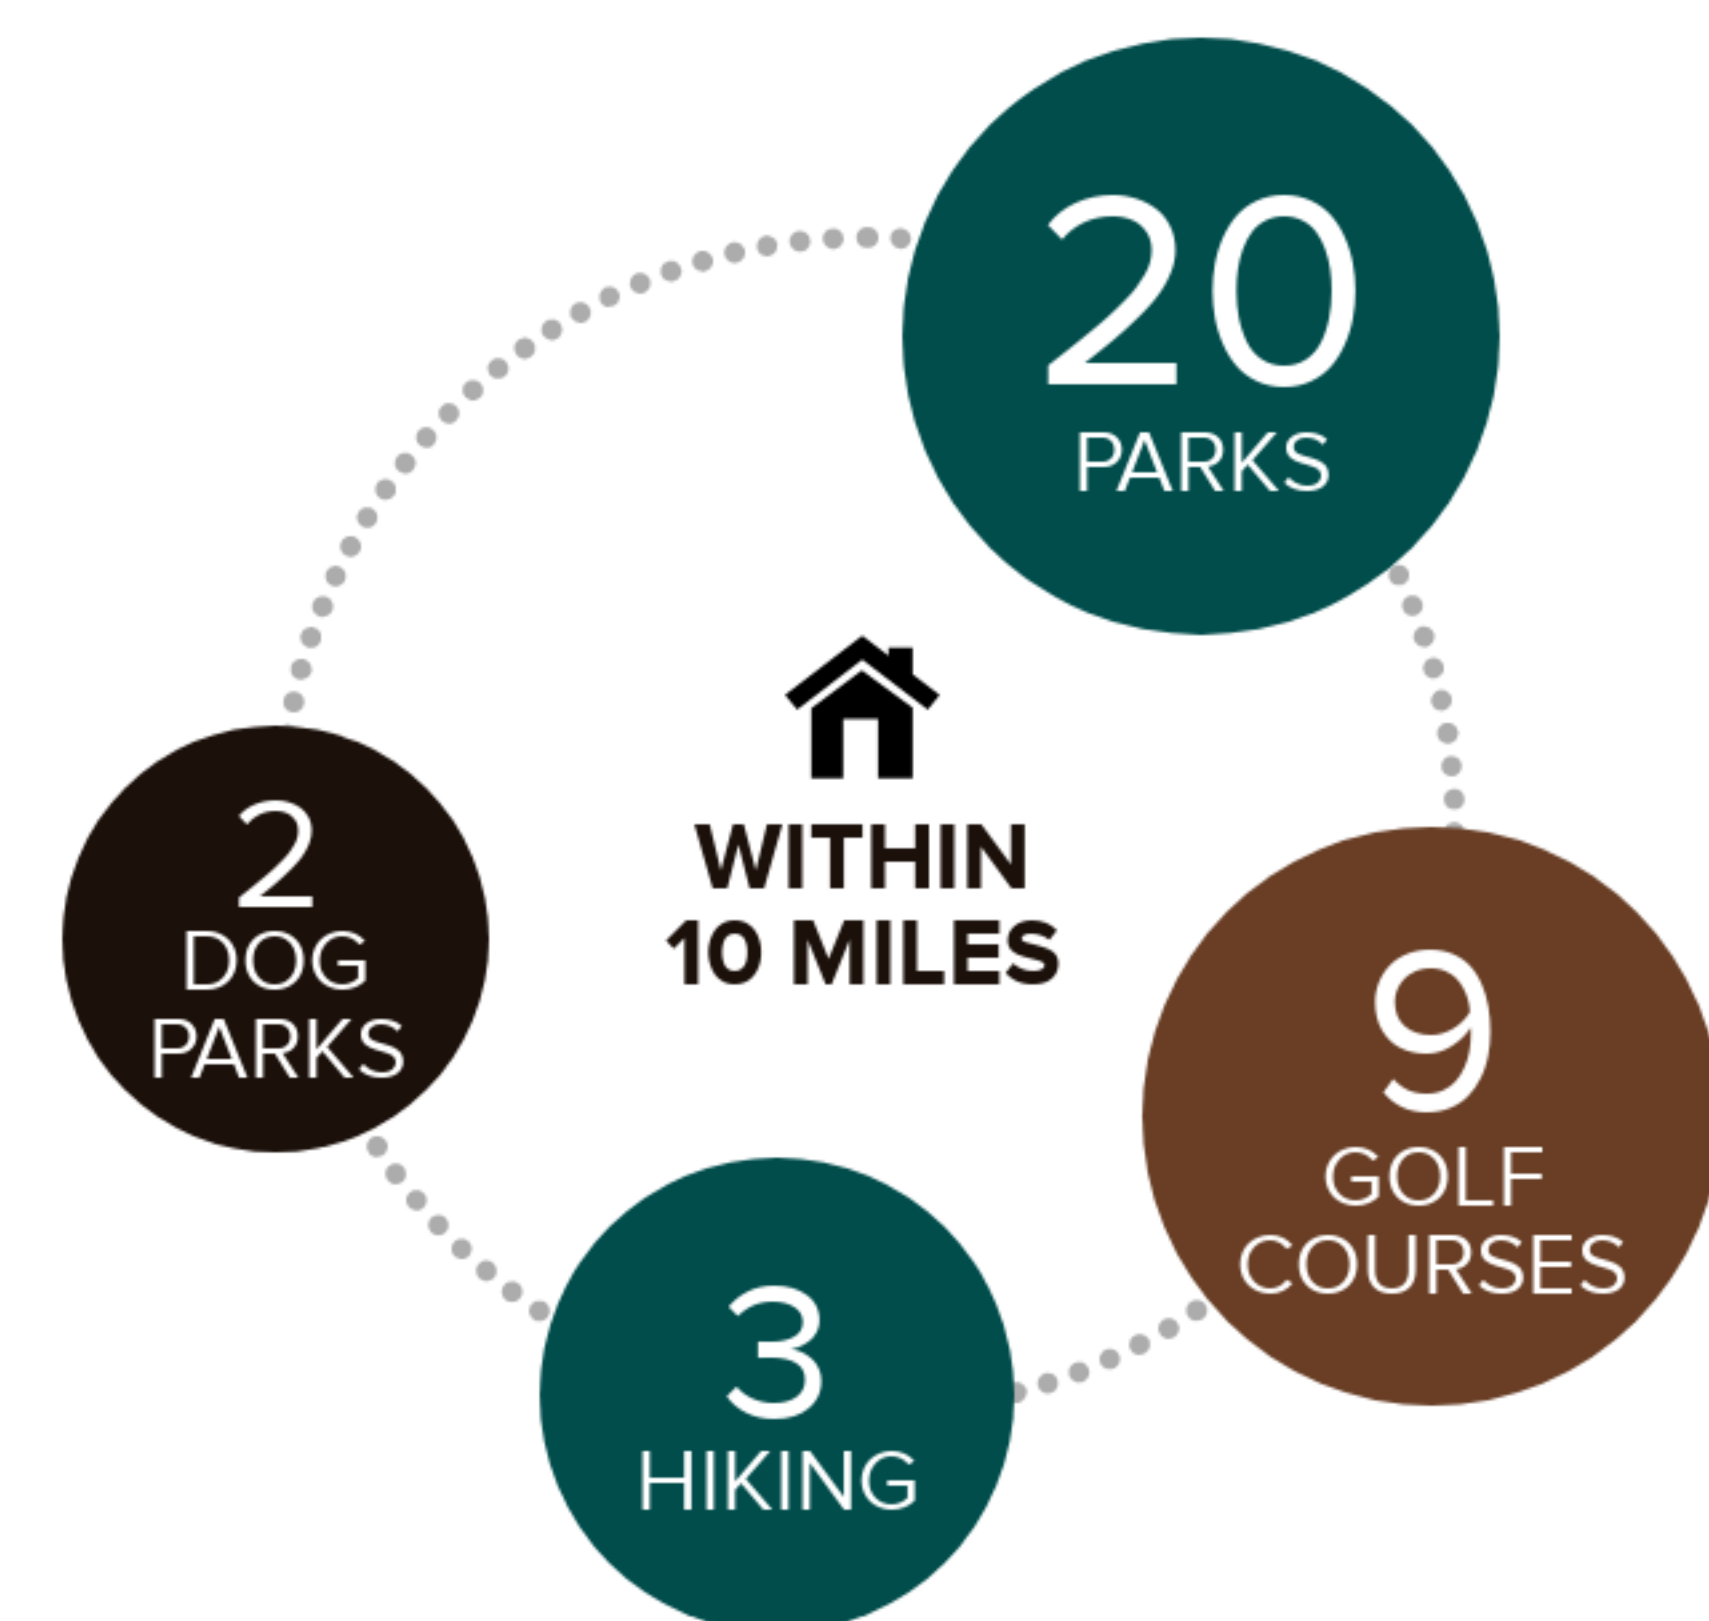 20
PARKS
2
DOG
PARKS
WITHIN
10 MILES
9
GOLF
COURSES
3
HIKING